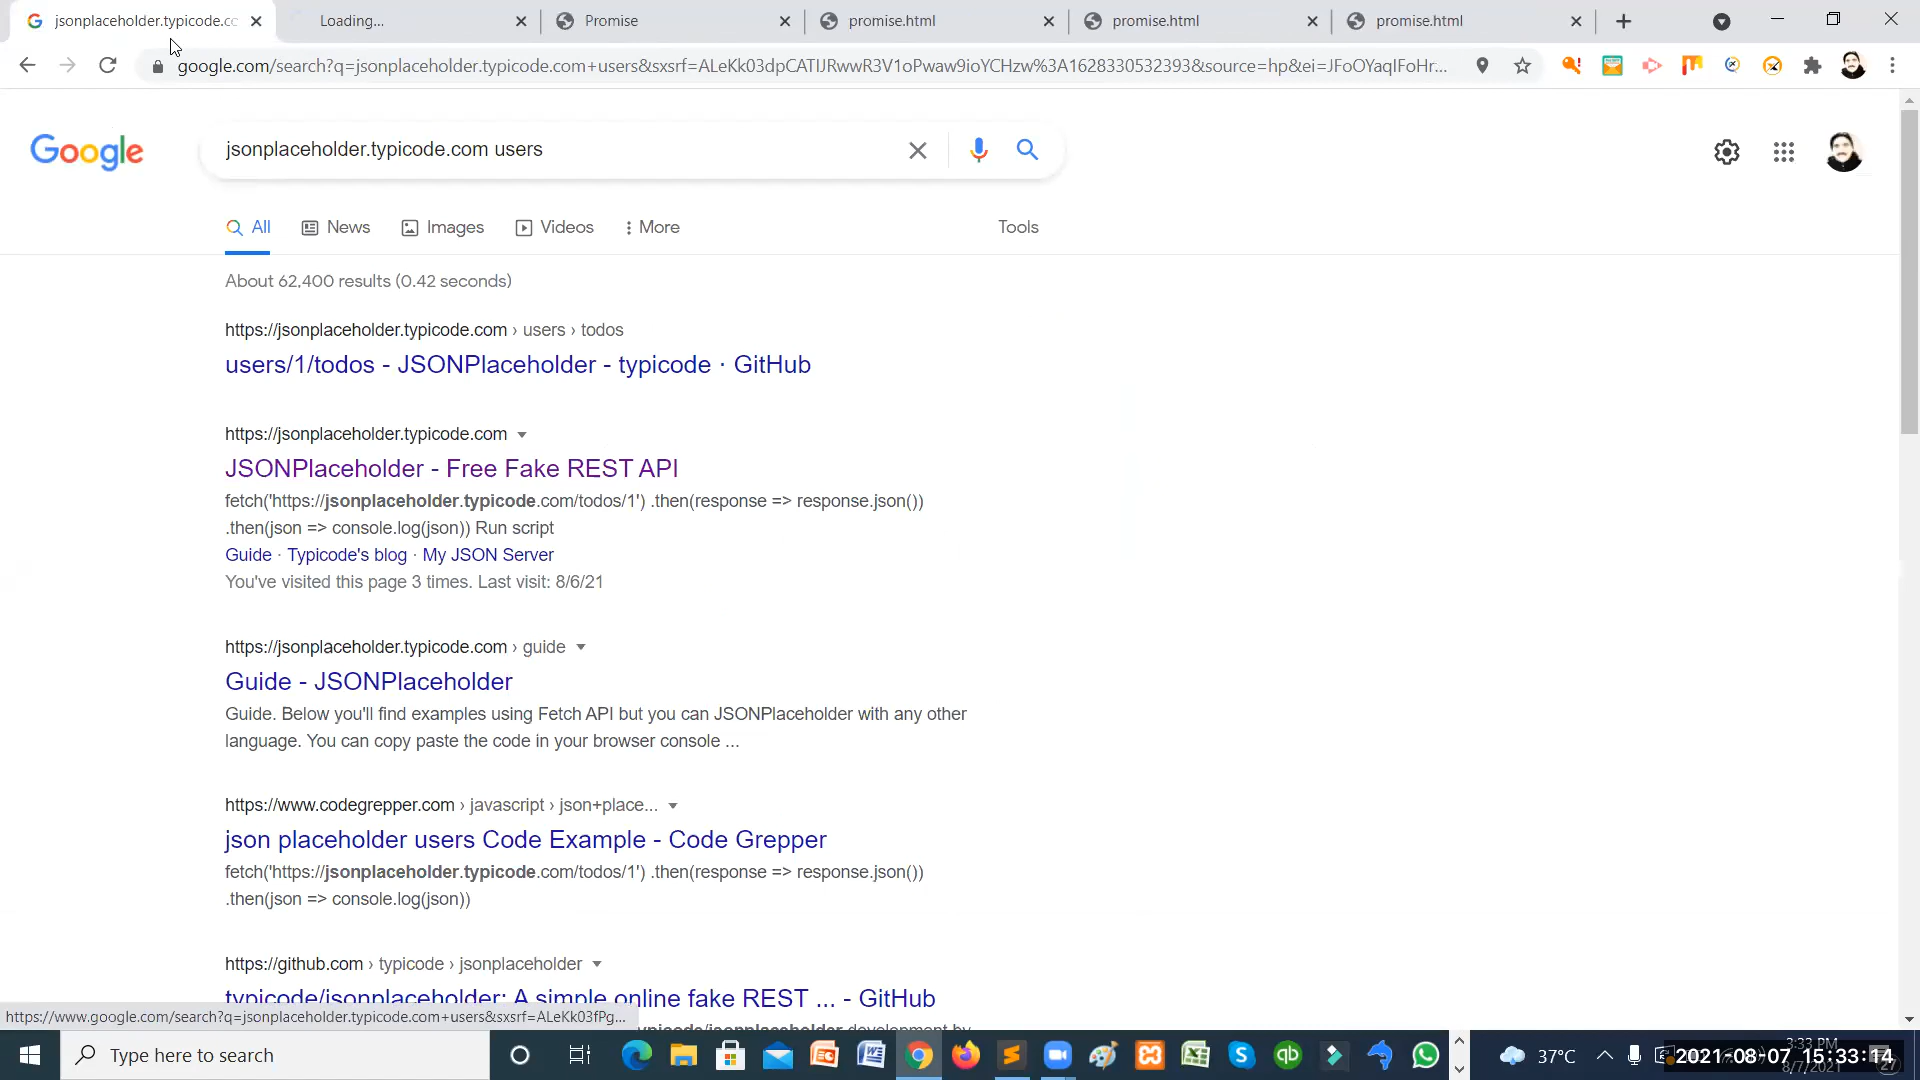 jsonplaceholder.typicode.cc
Loading...
Promise
promise.html
promise.html
promise.html
google.com/search?q=jsonplaceholder.typicode.com+users&sxsrf=ALeKk03dpCATIJRwwR3V1oPwaw9ioYCHzw%3A1628330532393&source=hp&ei=JFoOYaqIFoHr...
Google
jsonplaceholder.typicode.com users
All
News
Images
Videos
More
Tools
About 62,400 results (0.42 seconds)
https://jsonplaceholder.typicode.com › users › todos
users/1/todos - JSONPlaceholder - typicode · GitHub
https://jsonplaceholder.typicode.com
JSONPlaceholder - Free Fake REST API
fetch('https://jsonplaceholder.typicode.com/todos/1') .then(response => response.json())
.then(json => console.log(json)) Run script
Guide · Typicode's blog · My JSON Server
You've visited this page 3 times. Last visit: 8/6/21
https://jsonplaceholder.typicode.com › guide
Guide - JSONPlaceholder
Guide. Below you'll find examples using Fetch API but you can JSONPlaceholder with any other
language. You can copy paste the code in your browser console ...
https://www.codegrepper.com › javascript › json+place...
json placeholder users Code Example - Code Grepper
fetch('https://jsonplaceholder.typicode.com/todos/1') .then(response => response.json())
.then(json => console.log(json))
https://github.com › typicode › jsonplaceholder
typicode/jsonplaceholder: A simple online fake REST ... - GitHub
https://www.google.com/search?q=jsonplaceholder.typicode.com+users&sxsrf=ALeKk03fPg...
Type here to search
37°C
3:33 PM
2021-08-07 15:33:14